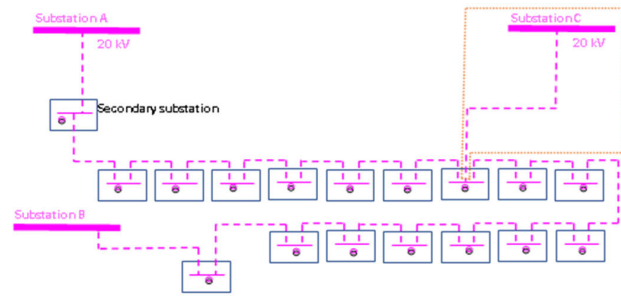 Substation A
20 kV
Substation C
20 kV
Secondary substation
Substation B